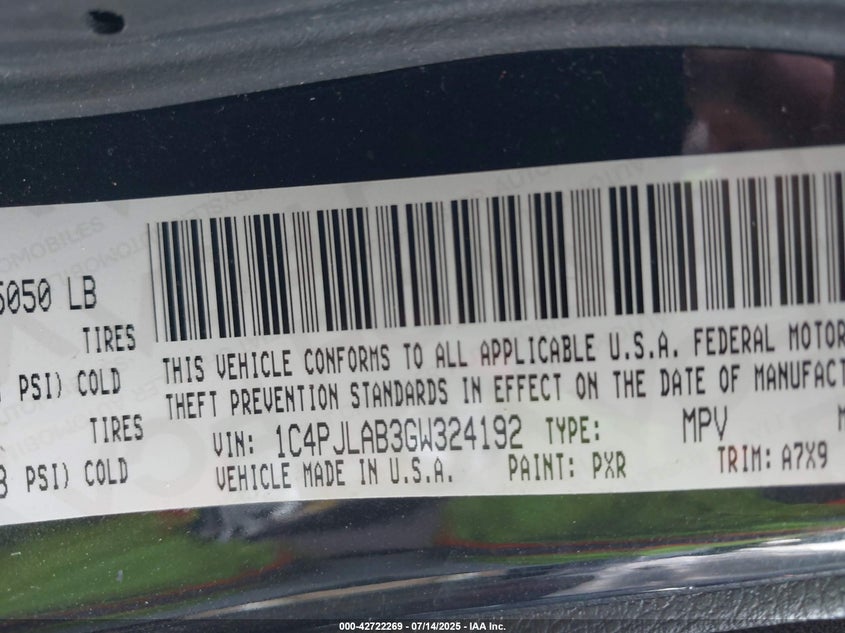 5050 LB
TIRES
PSI) COLD
TIRES
PSI) COLD
THIS VEHICLE CONFORMS TO ALL APPLICABLE U.S.A. FEDERAL MOTOR
THEFT PREVENTION STANDARDS IN EFFECT ON THE DATE OF MANUFACT
VIN: 1C4PJLAB3GW324192 TYPE: MPV
VEHICLE MADE IN U.S.A. PAINT: PXR TRIM: A7X9
000-42722269 - 07/14/2025 - IAA Inc.